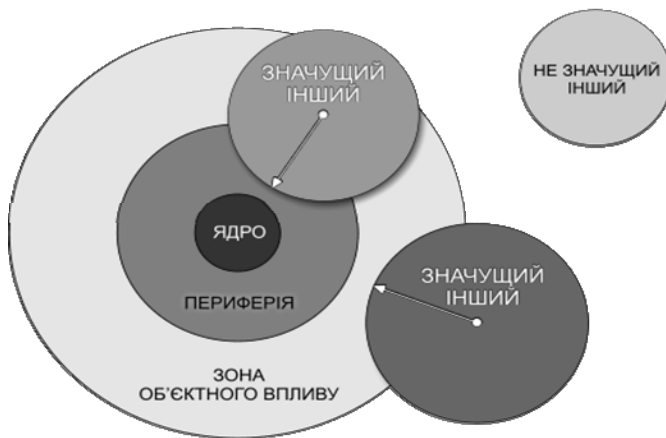 ЗНАЧУЩИЙ
ІНШИЙ
НЕ ЗНАЧУЩИЙ
ІНШИЙ
ЯДРО
ПЕРИФЕРІЯ
ЗНАЧУЩИЙ
ІНШИЙ
ЗОНА
ОБ'ЄКТНОГО ВПЛИВУ